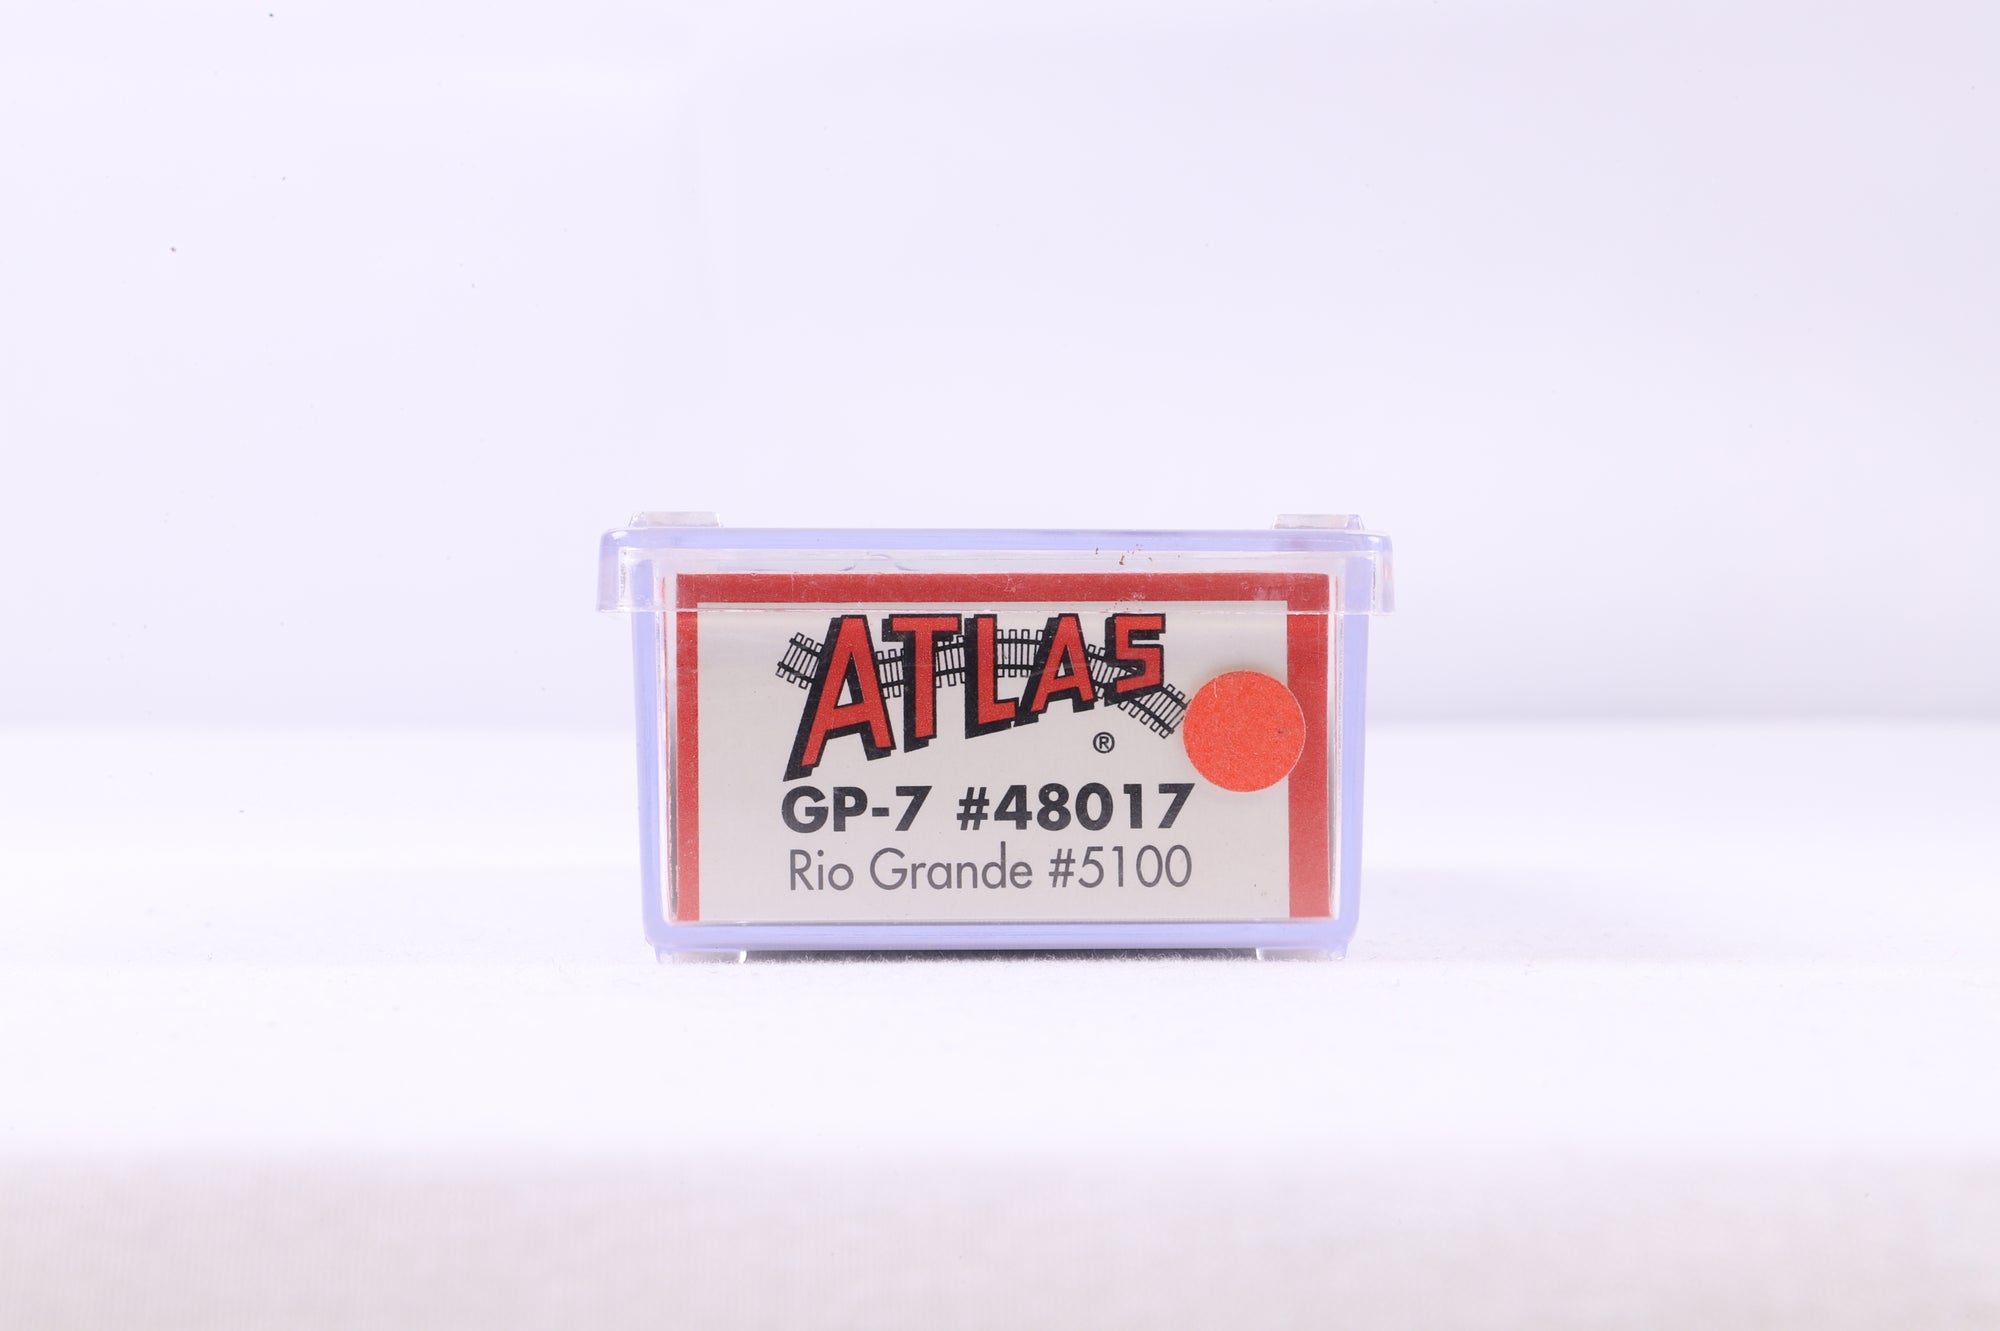 ATLAS
®
GP-7 #48017
Rio Grande #5100